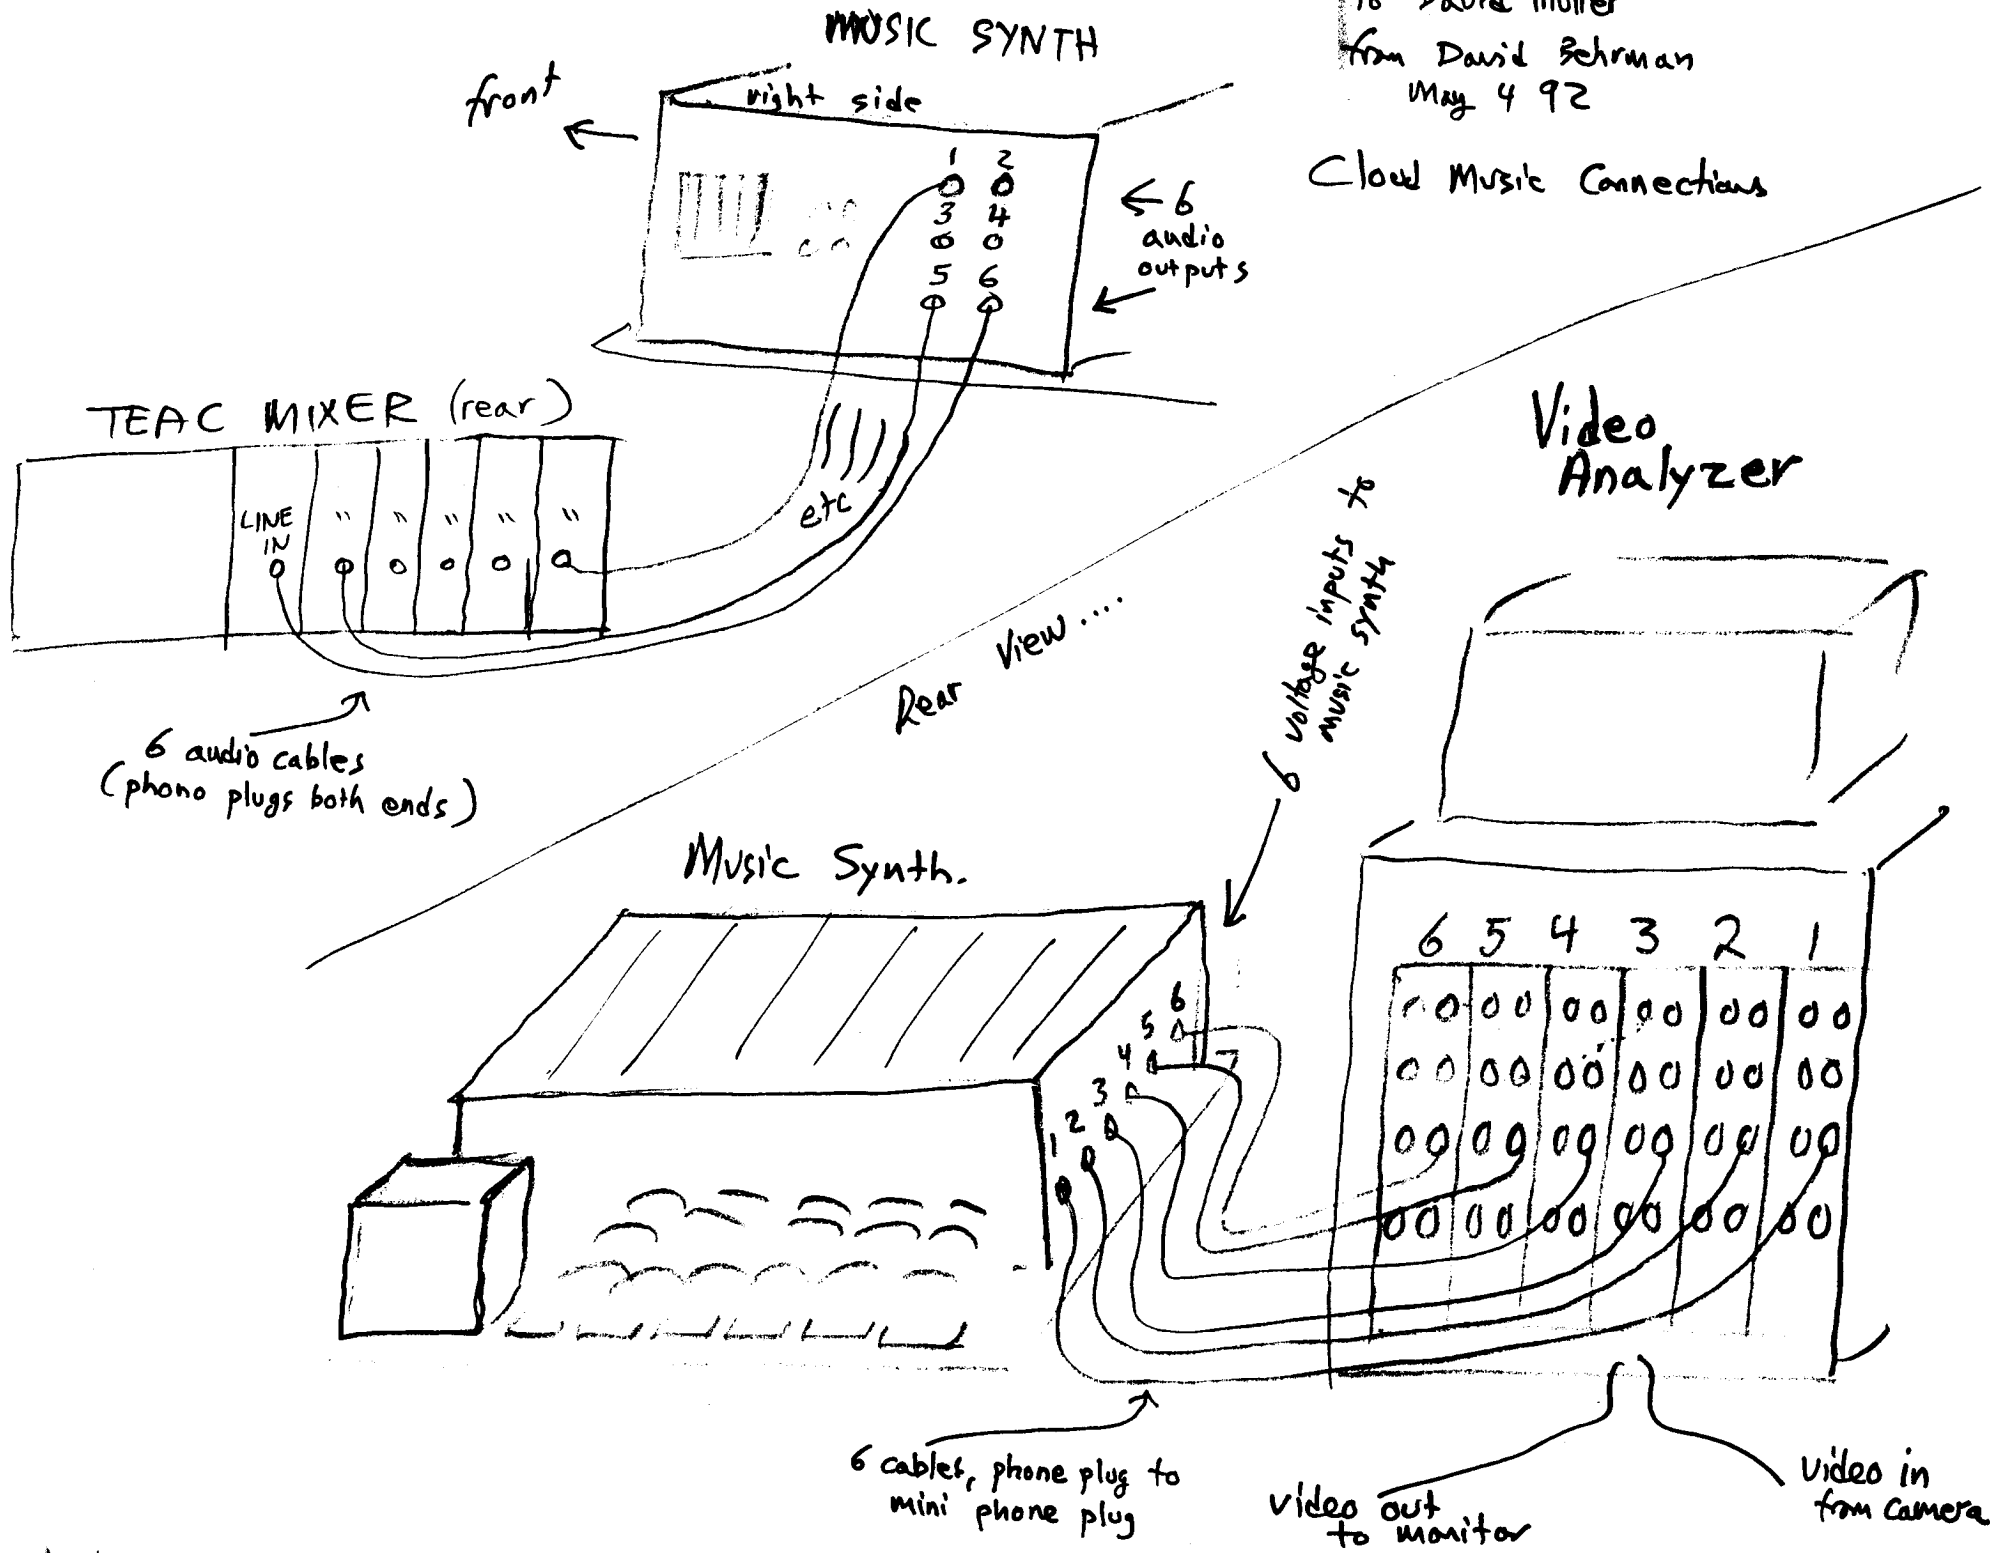 to David Muller
from David Behrman
May 4 92
Cloud Music Connections
MUSIC SYNTH
front
right side
1 2
3 4
5 6
6
audio
outputs
TEAC MIXER (rear)
LINE
IN
" " " " "
etc
6 audio cables
(phono plugs both ends)
Rear View ....
Video
Analyzer
6 voltage inputs to
music synth
Music Synth.
6
5
4
3
2
1
6 5 4 3 2 1
6 cables, phone plug to
mini phone plug
video out
to monitor
video in
from camera